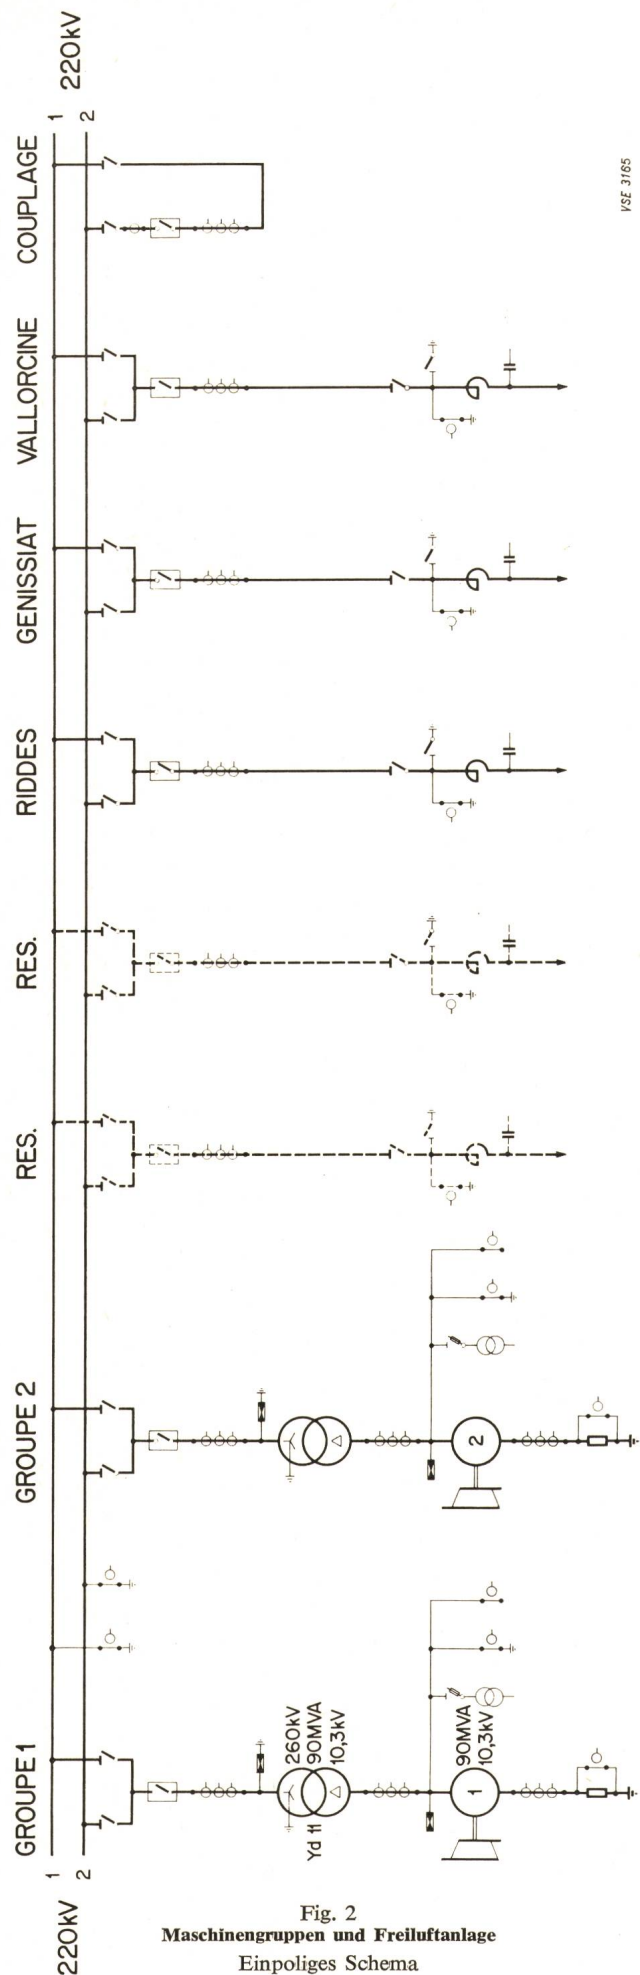 220kV
1
2
GROUPE 1
GROUPE 2
RES.
RES.
RIDDES
GENISSIAT
VALLORCINE
COUPLAGE
1
2
220kV
260kV
90MVA
10,3kV
Yd 11
90MVA
10,3kV
1
2
VSE 3165
Fig. 2
Maschinengruppen und Freiluftanlage
Einpoliges Schema